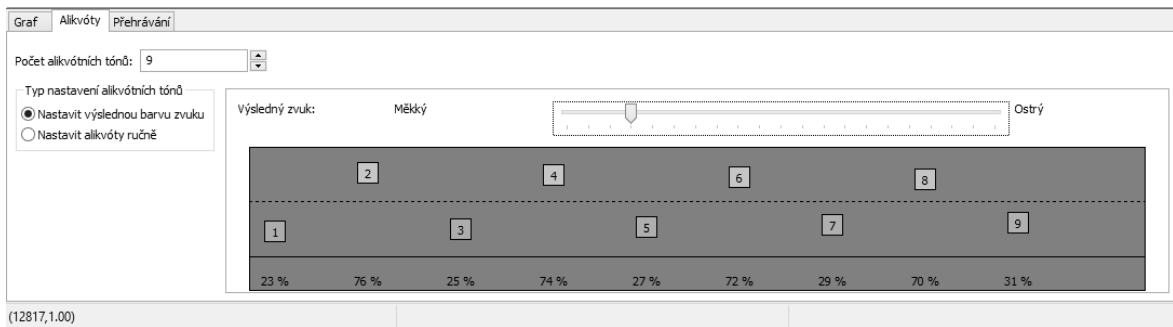 Graf Alikvóty Přehrávání
Počet alikvótních tónů: 9
Typ nastavení alikvótních tónů
Nastavit výslednou barvu zvuku
Nastavit alikvóty ručně
Výsledný zvuk: Měkký Ostrý
2 4 6 8
1 3 5 7 9
23 % 76 % 25 % 74 % 27 % 72 % 29 % 70 % 31 %
(12817,1.00)